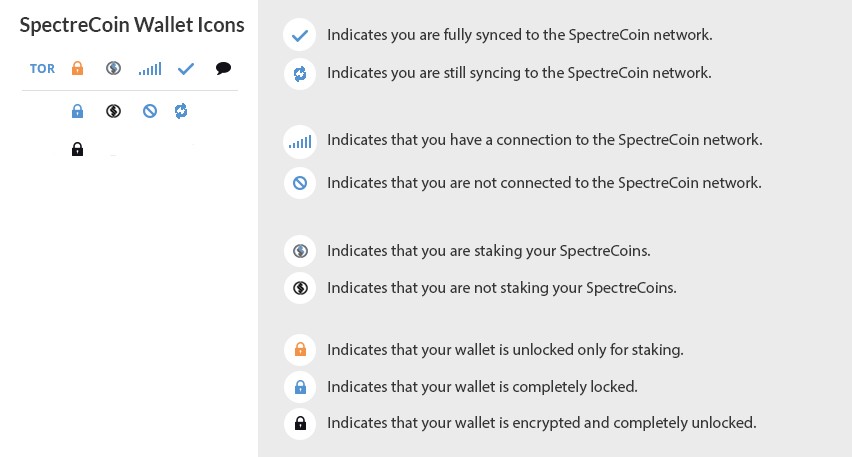 SpectreCoin Wallet Icons
TOR
Indicates you are fully synced to the SpectreCoin network.
Indicates you are still syncing to the SpectreCoin network.
Indicates that you have a connection to the SpectreCoin network.
Indicates that you are not connected to the SpectreCoin network.
Indicates that you are staking your SpectreCoins.
Indicates that you are not staking your SpectreCoins.
Indicates that your wallet is unlocked only for staking.
Indicates that your wallet is completely locked.
Indicates that your wallet is encrypted and completely unlocked.